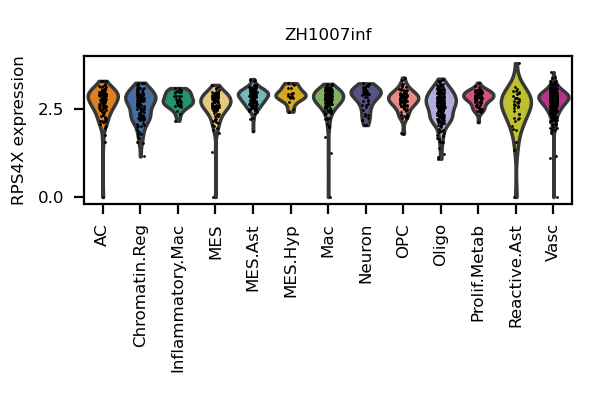 ZH1007inf
RPS4X expression
2.5
0.0
AC
Chromatin.Reg
Inflammatory.Mac
MES
MES.Ast
MES.Hyp
Mac
Neuron
OPC
Oligo
Prolif.Metab
Reactive.Ast
Vasc